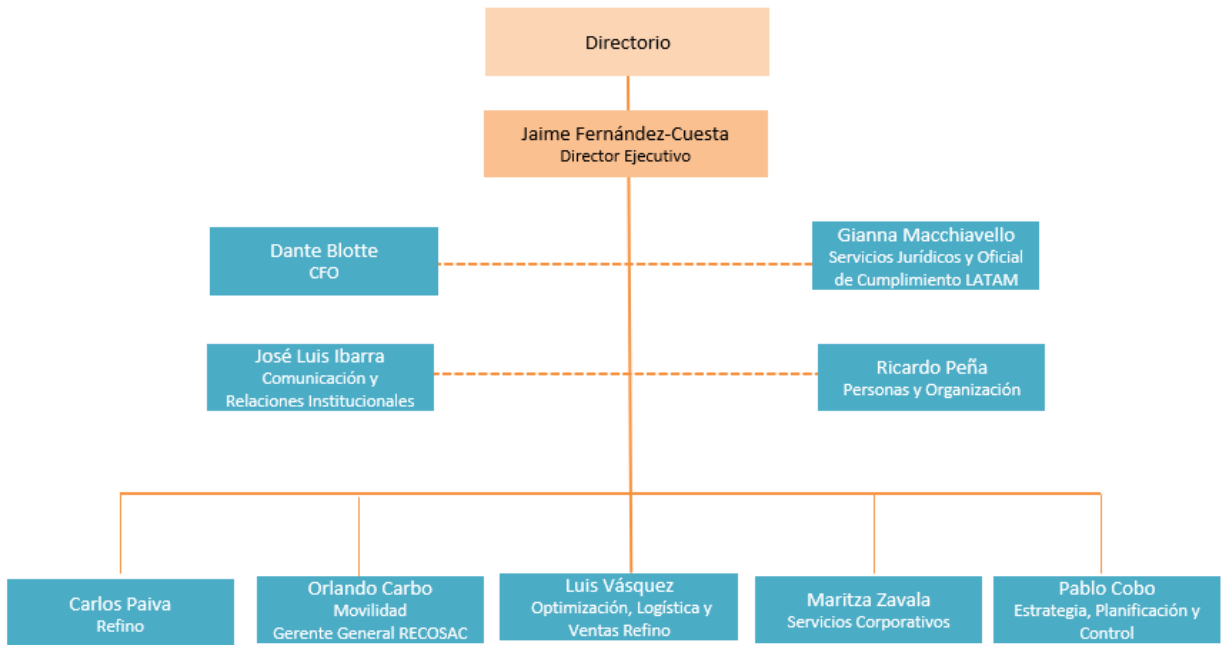 Directorio
Jaime Fernández-Cuesta
Director Ejecutivo
Dante Blotte
CFO
Gianna Macchiavello
Servicios Jurídicos y Oficial
de Cumplimiento LATAM
José Luis Ibarra
Comunicación y
Relaciones Institucionales
Ricardo Peña
Personas y Organización
Carlos Paiva
Refino
Orlando Carbo
Movilidad
Gerente General RECOSAC
Luis Vásquez
Optimización, Logística y
Ventas Refino
Maritza Zavala
Servicios Corporativos
Pablo Cobo
Estrategia, Planificación y
Control